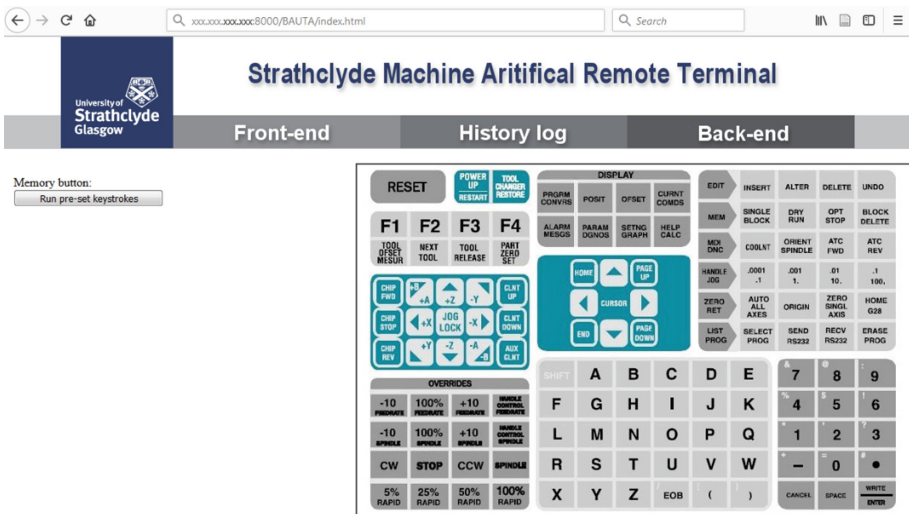 xxx.xxx.xxx.xxx:8000/BAUTA/index.html
Search
University of
Strathclyde
Glasgow
Strathclyde Machine Aritifical Remote Terminal
Front-end
History log
Back-end
Memory button:
Run pre-set keystrokes
RESET
POWER UP RESTART
TOOL CHANGER RESTORE
F1 F2 F3 F4
TOOL OFSET MESUR
NEXT TOOL
TOOL RELEASE
PART ZERO SET
CHIP FWD
+B
+A
+Z
-Y
CLNT UP
CHIP STOP
+X
JOG LOCK
-X
CLNT DOWN
CHIP REV
+Y
-Z
-A
-B
AUX CLNT
OVERRIDES
-10 FEEDRATE
100% FEEDRATE
+10 FEEDRATE
HANDLE CONTROL FEEDRATE
-10 SPINDLE
100% SPINDLE
+10 SPINDLE
HANDLE CONTROL SPINDLE
CW STOP CCW SPINDLE
5% RAPID
25% RAPID
50% RAPID
100% RAPID
DISPLAY
PRGRM CONVRS
POSIT
OFSET
CURNT COMDS
ALARM MESGS
PARAM DGNOS
SETNG GRAPH
HELP CALC
HOME
PAGE UP
CURSOR
END
PAGE DOWN
EDIT INSERT ALTER DELETE UNDO
MEM
SINGLE BLOCK
DRY RUN
OPT STOP
BLOCK DELETE
MDI DNC
COOLNT
ORIENT SPINDLE
ATC FWD
ATC REV
HANDLE JOG
.0001 .1
.001 1.
.01 10.
.1 100.
ZERO RET
AUTO ALL AXES
ORIGIN
ZERO SINGL AXIS
HOME G28
LIST PROG
SELECT PROG
SEND RS232
RECV RS232
ERASE PROG
SHIFT A B C D E
F G H I J K
L M N O P Q
R S T U V W
X Y Z EOB ( )
7 8 9
4 5 6
1 2 3
- 0 •
CANCEL SPACE WRITE ENTER